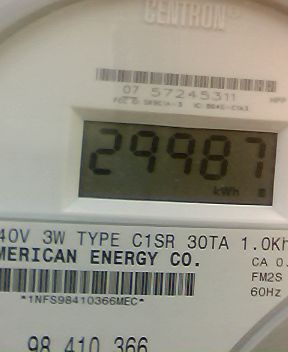 CENTRON®
07 57245311
29987
kWh
40V 3W TYPE C1SR 30TA 1.0Kh
MERICAN ENERGY CO.
CA 0.
FM2S
60Hz
*1NFS98410366MEC*
98 410 366